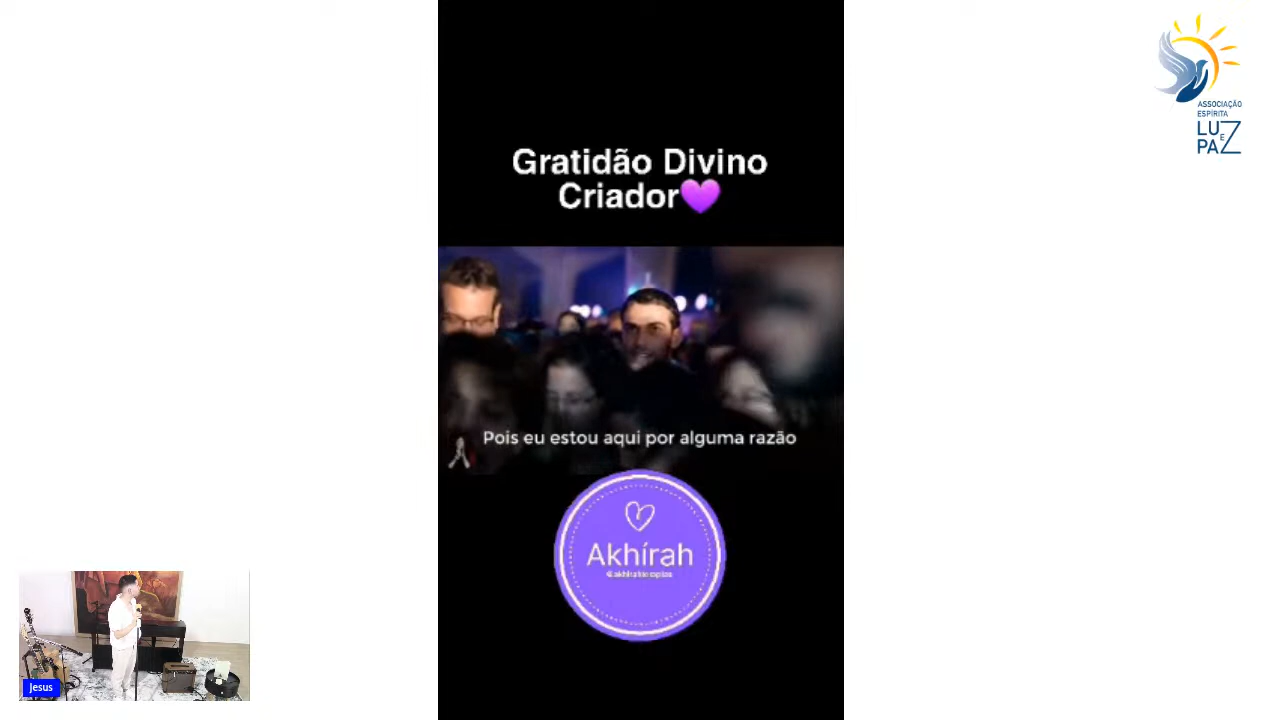 Gratidão Divino
Criador💜
Pois eu estou aqui por alguma razão
Akhírah
ASSOCIAÇÃO
ESPÍRITA
LUZ
E
PAZ
Jesus